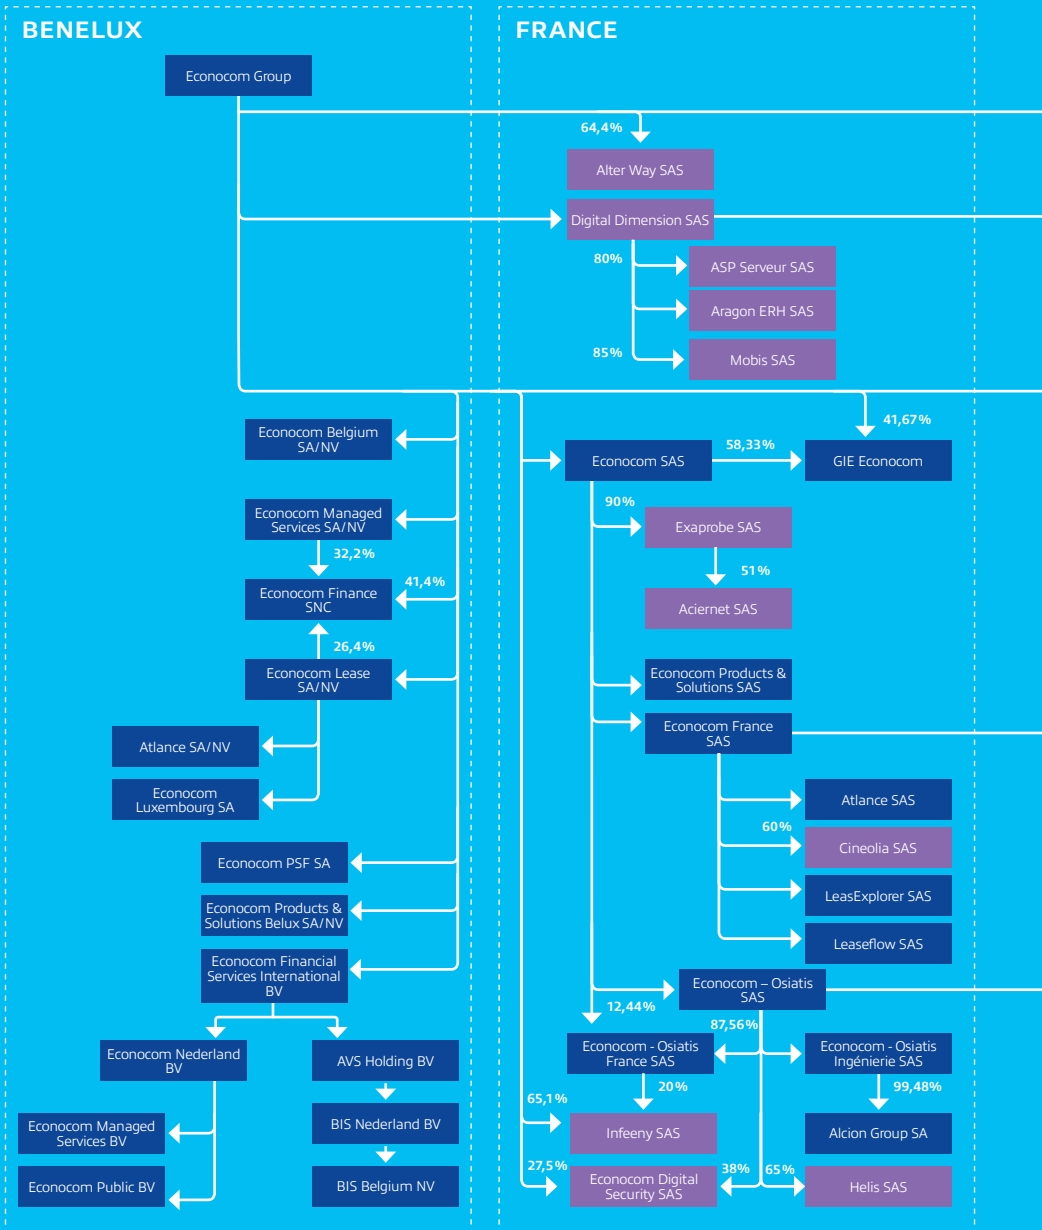 BENELUX
FRANCE
Econocom Group
64,4%
Alter Way SAS
Digital Dimension SAS
80%
ASP Serveur SAS
Aragon ERH SAS
85%
Mobis SAS
Econocom Belgium
SA/NV
Econocom Managed
Services SA/NV
32,2%
41,4%
Econocom Finance
SNC
26,4%
Econocom Lease
SA/NV
Atlance SA/NV
Econocom
Luxembourg SA
Econocom PSF SA
Econocom Products &
Solutions Belux SA/NV
Econocom Financial
Services International
BV
Econocom Nederland
BV
AVS Holding BV
Econocom Managed
Services BV
BIS Nederland BV
Econocom Public BV
BIS Belgium NV
41,67%
Econocom SAS
58,33%
GIE Econocom
90%
Exaprobe SAS
51%
Aciernet SAS
Econocom Products &
Solutions SAS
Econocom France
SAS
Atlance SAS
60%
Cineolia SAS
LeasExplorer SAS
Leaseflow SAS
Econocom – Osiatis
SAS
12,44%
87,56%
Econocom - Osiatis
France SAS
Econocom - Osiatis
Ingénierie SAS
20%
99,48%
65,1%
Infeeny SAS
Alcion Group SA
27,5%
Econocom Digital
Security SAS
38%
65%
Helis SAS